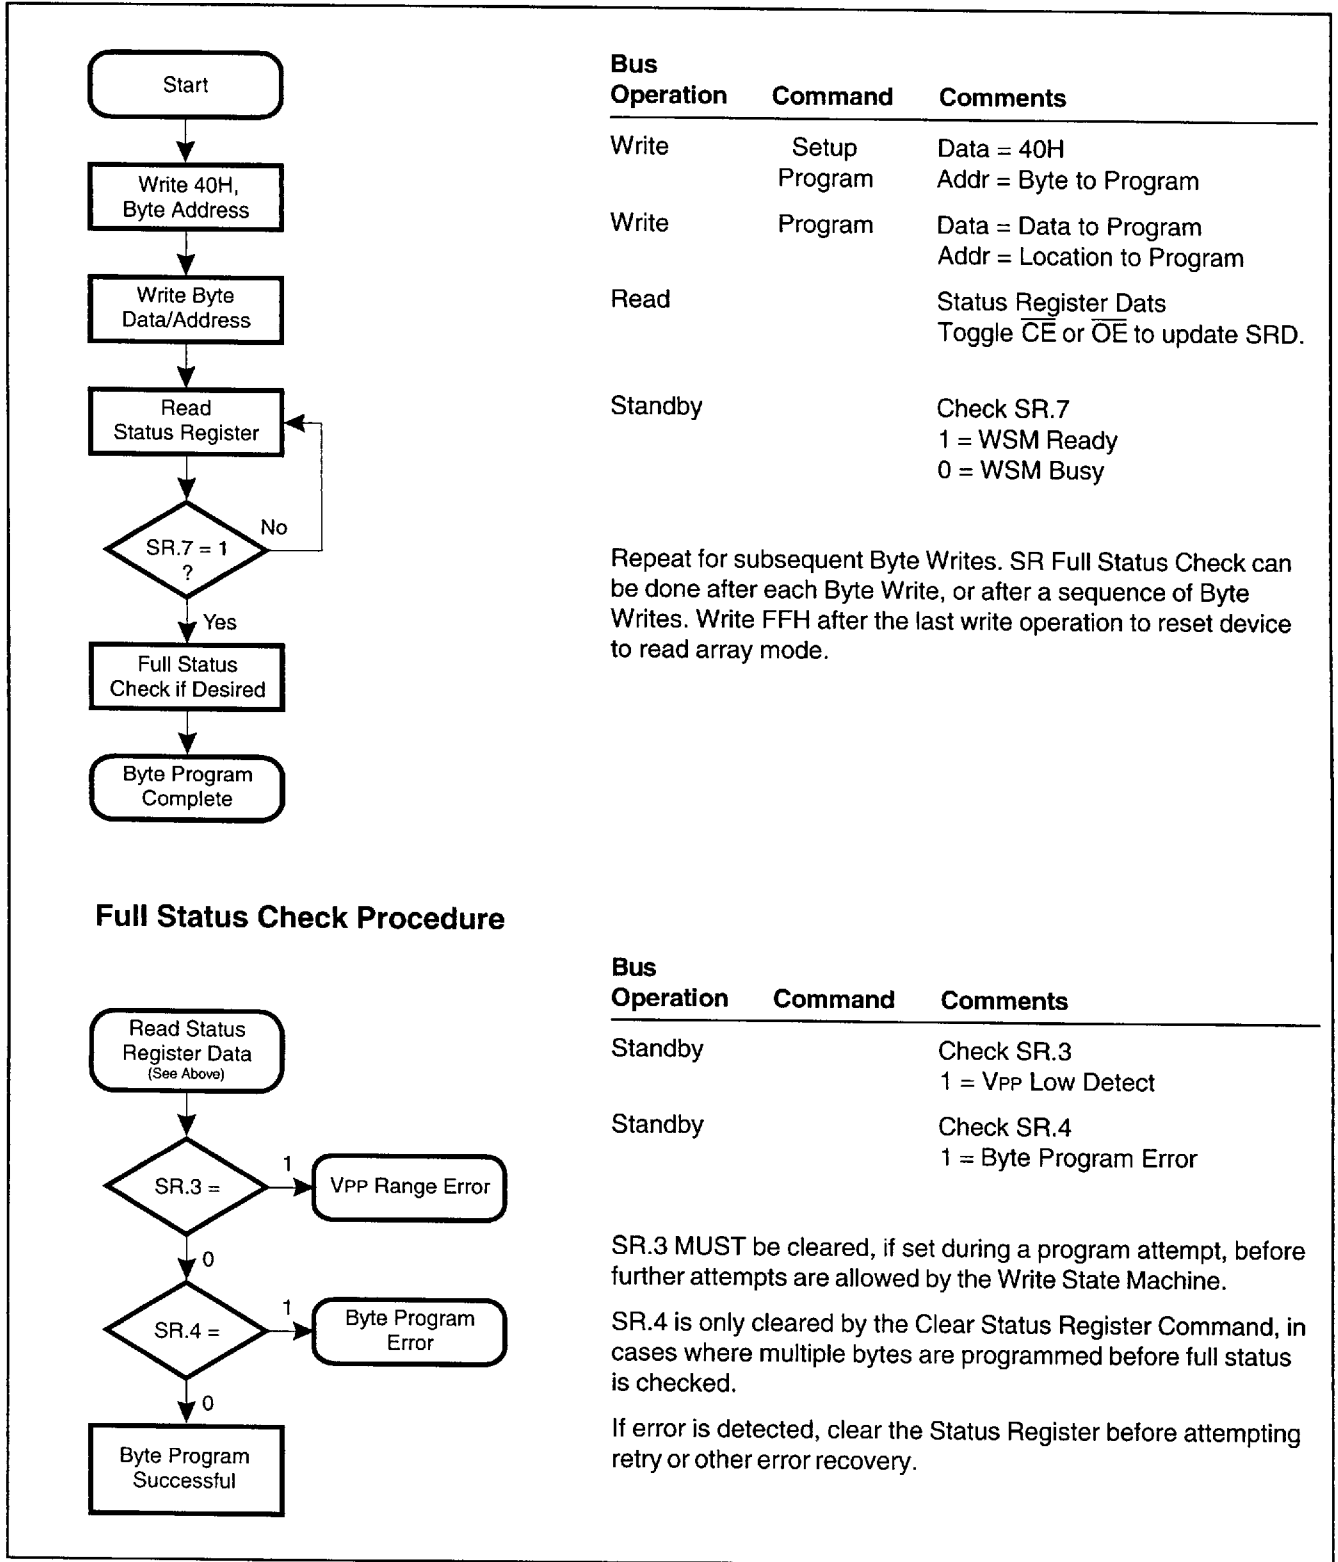 Start
Write 40H,
Byte Address
Write Byte
Data/Address
Read
Status Register
No
SR.7 = 1
?
Yes
Full Status
Check if Desired
Byte Program
Complete
Bus
Operation Command Comments
Write Setup Data = 40H
Program Addr = Byte to Program
Write Program Data = Data to Program
Addr = Location to Program
Read Status Register Dats
Toggle C̅E̅ or O̅E̅ to update SRD.
Standby Check SR.7
1 = WSM Ready
0 = WSM Busy
Repeat for subsequent Byte Writes. SR Full Status Check can
be done after each Byte Write, or after a sequence of Byte
Writes. Write FFH after the last write operation to reset device
to read array mode.
Full Status Check Procedure
Read Status
Register Data
(See Above)
SR.3 =
1
VPP Range Error
0
SR.4 =
1
Byte Program
Error
0
Byte Program
Successful
Bus
Operation Command Comments
Standby Check SR.3
1 = VPP Low Detect
Standby Check SR.4
1 = Byte Program Error
SR.3 MUST be cleared, if set during a program attempt, before
further attempts are allowed by the Write State Machine.
SR.4 is only cleared by the Clear Status Register Command, in
cases where multiple bytes are programmed before full status
is checked.
If error is detected, clear the Status Register before attempting
retry or other error recovery.